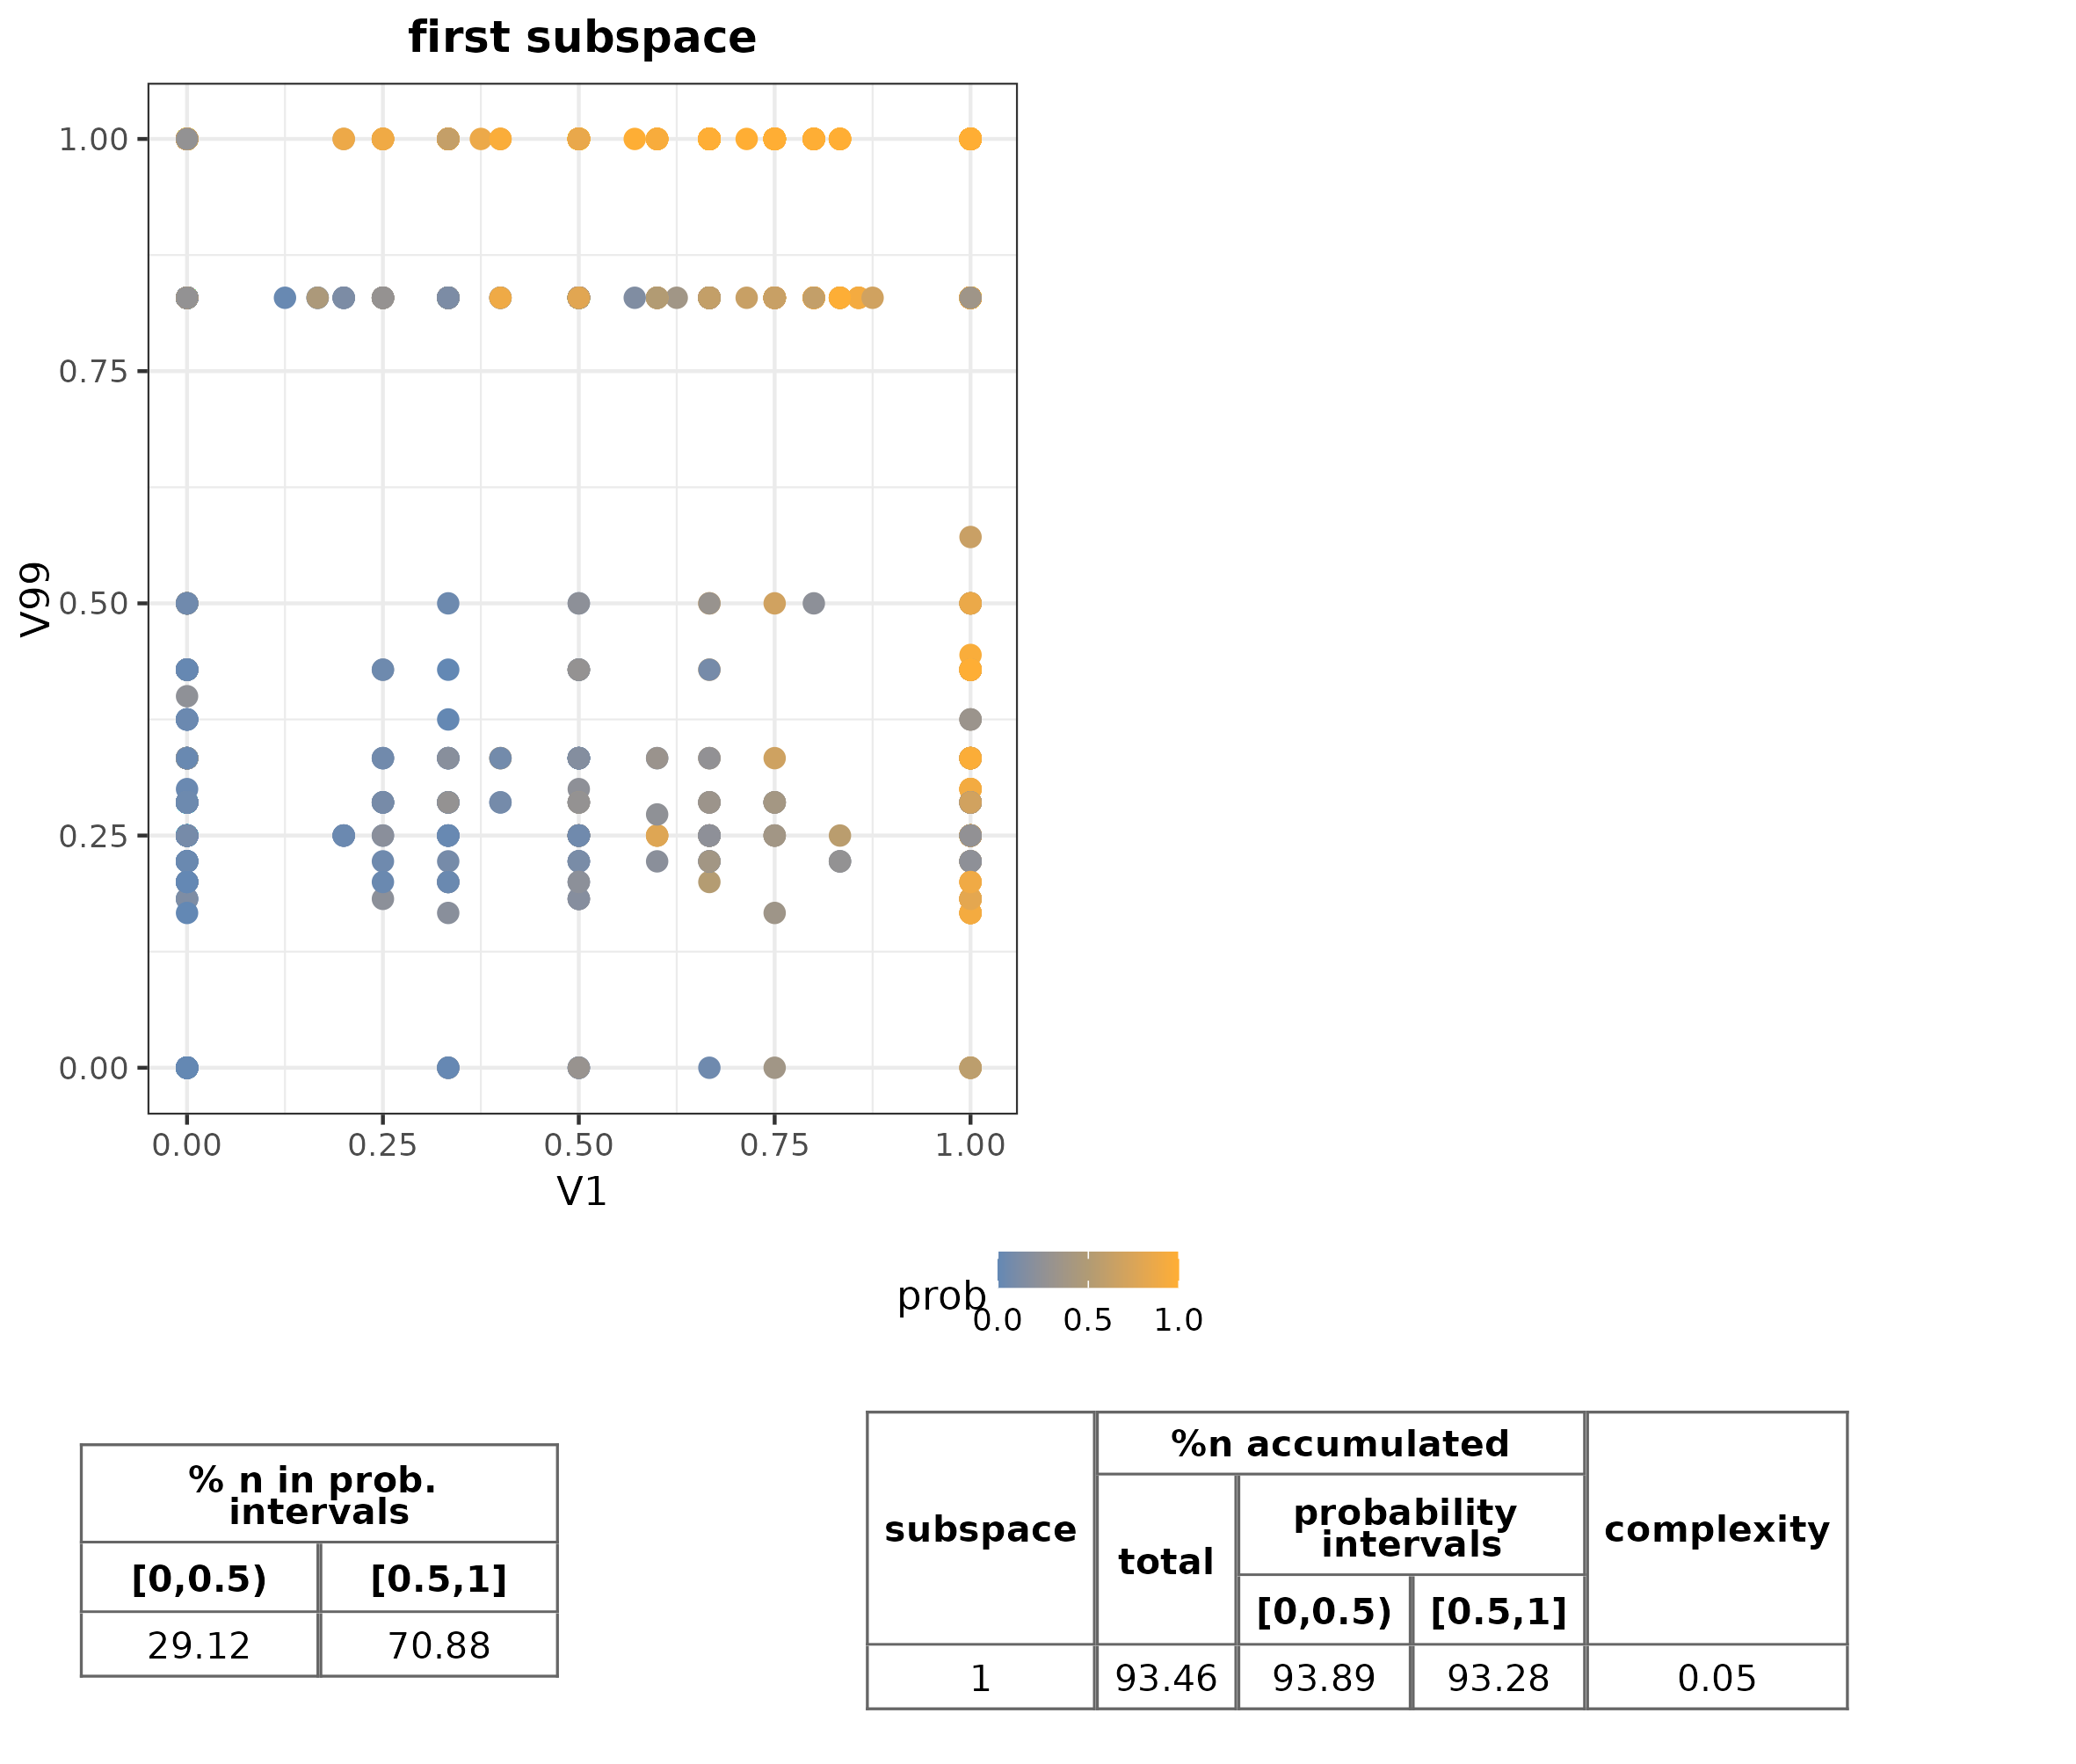 first subspace
1.00
0.75
0.50
0.25
0.00
V99
0.00 0.25 0.50 0.75 1.00
V1
prob
0.0 0.5 1.0
% n in prob.
intervals
[0,0.5) [0.5,1]
29.12 70.88
subspace
%n accumulated
total
probability
intervals
[0,0.5) [0.5,1]
complexity
1 93.46 93.89 93.28 0.05